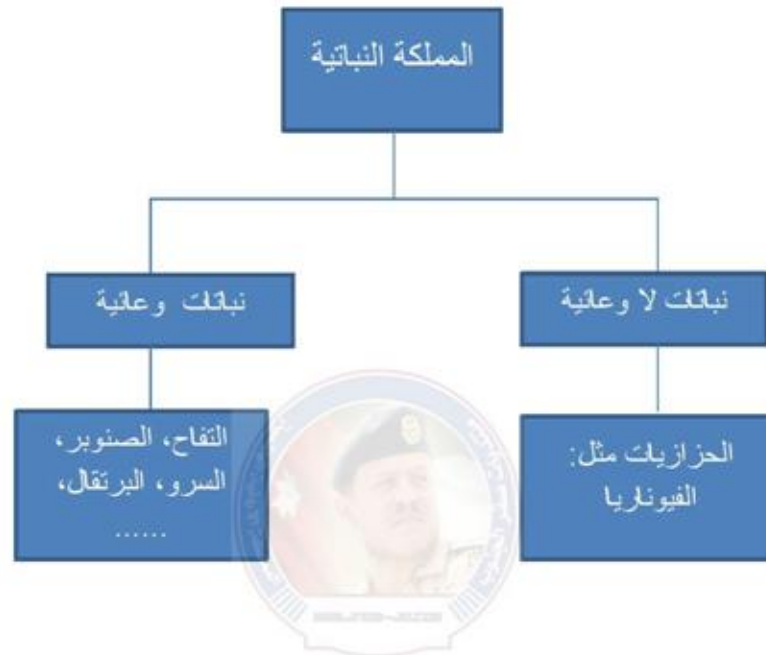 المملكة النباتية
نباتات لا وعائية
نباتات وعائية
الحزازيات مثل:
الفيوناريا
التفاح، الصنوبر،
السرو، البرتقال،
......